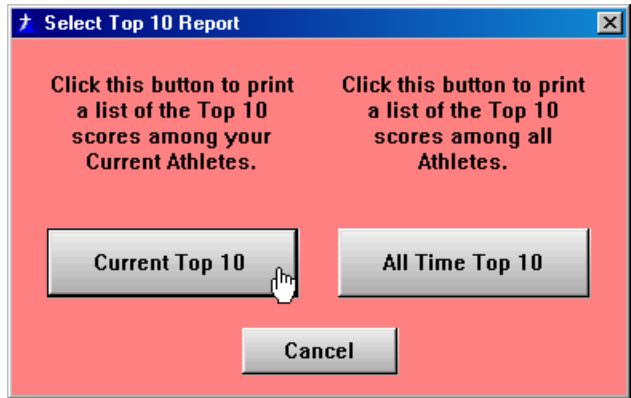 Select Top 10 Report
Click this button to print
a list of the Top 10
scores among your
Current Athletes.
Click this button to print
a list of the Top 10
scores among all
Athletes.
Current Top 10
All Time Top 10
Cancel